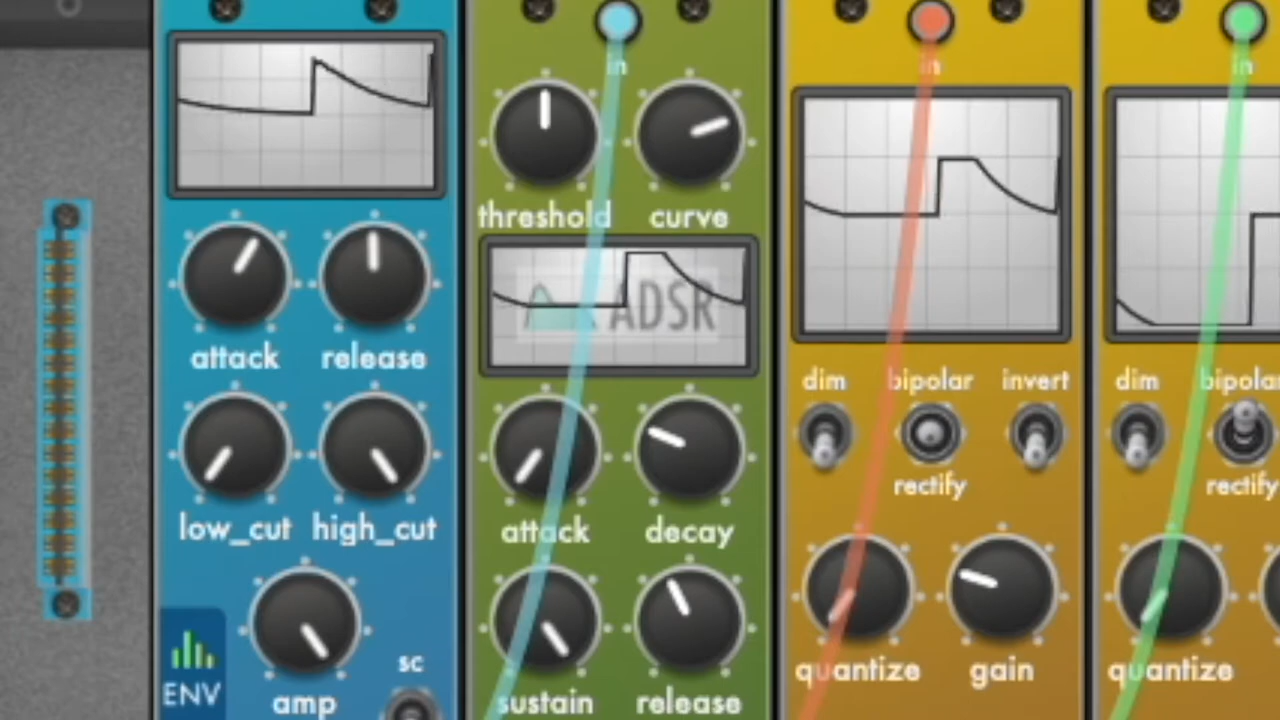 in
in
in
threshold curve
ADSR
attack release
dim bipolar invert
dim bipolar
rectify
rectify
low_cut high_cut
attack decay
sc
ENV
amp
quantize gain
quantize
sustain release